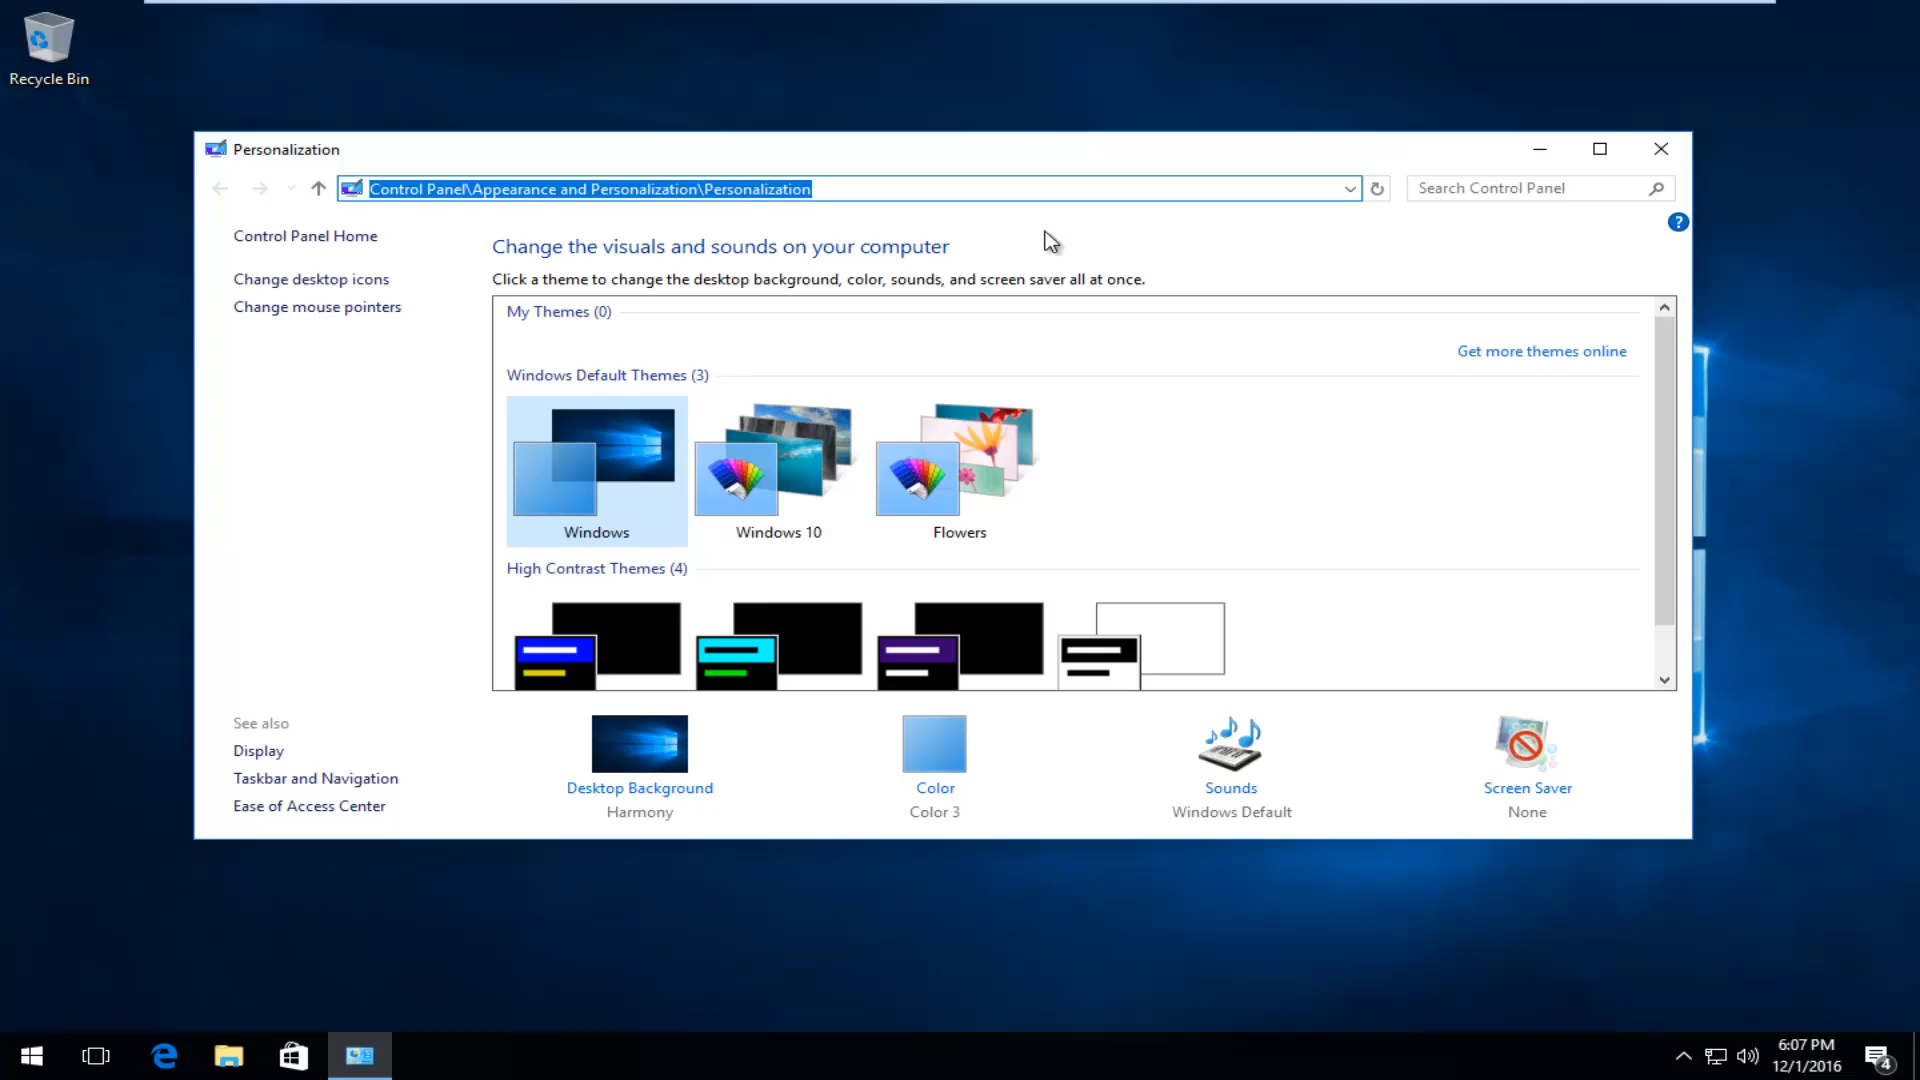 Recycle Bin
Personalization
Control Panel\Appearance and Personalization\Personalization
Search Control Panel
?
Control Panel Home
Change desktop icons
Change mouse pointers
Change the visuals and sounds on your computer
Click a theme to change the desktop background, color, sounds, and screen saver all at once.
My Themes (0)
Get more themes online
Windows Default Themes (3)
Windows
Windows 10
Flowers
High Contrast Themes (4)
See also
Display
Taskbar and Navigation
Ease of Access Center
Desktop Background
Harmony
Color
Color 3
Sounds
Windows Default
Screen Saver
None
6:07 PM
12/1/2016
4